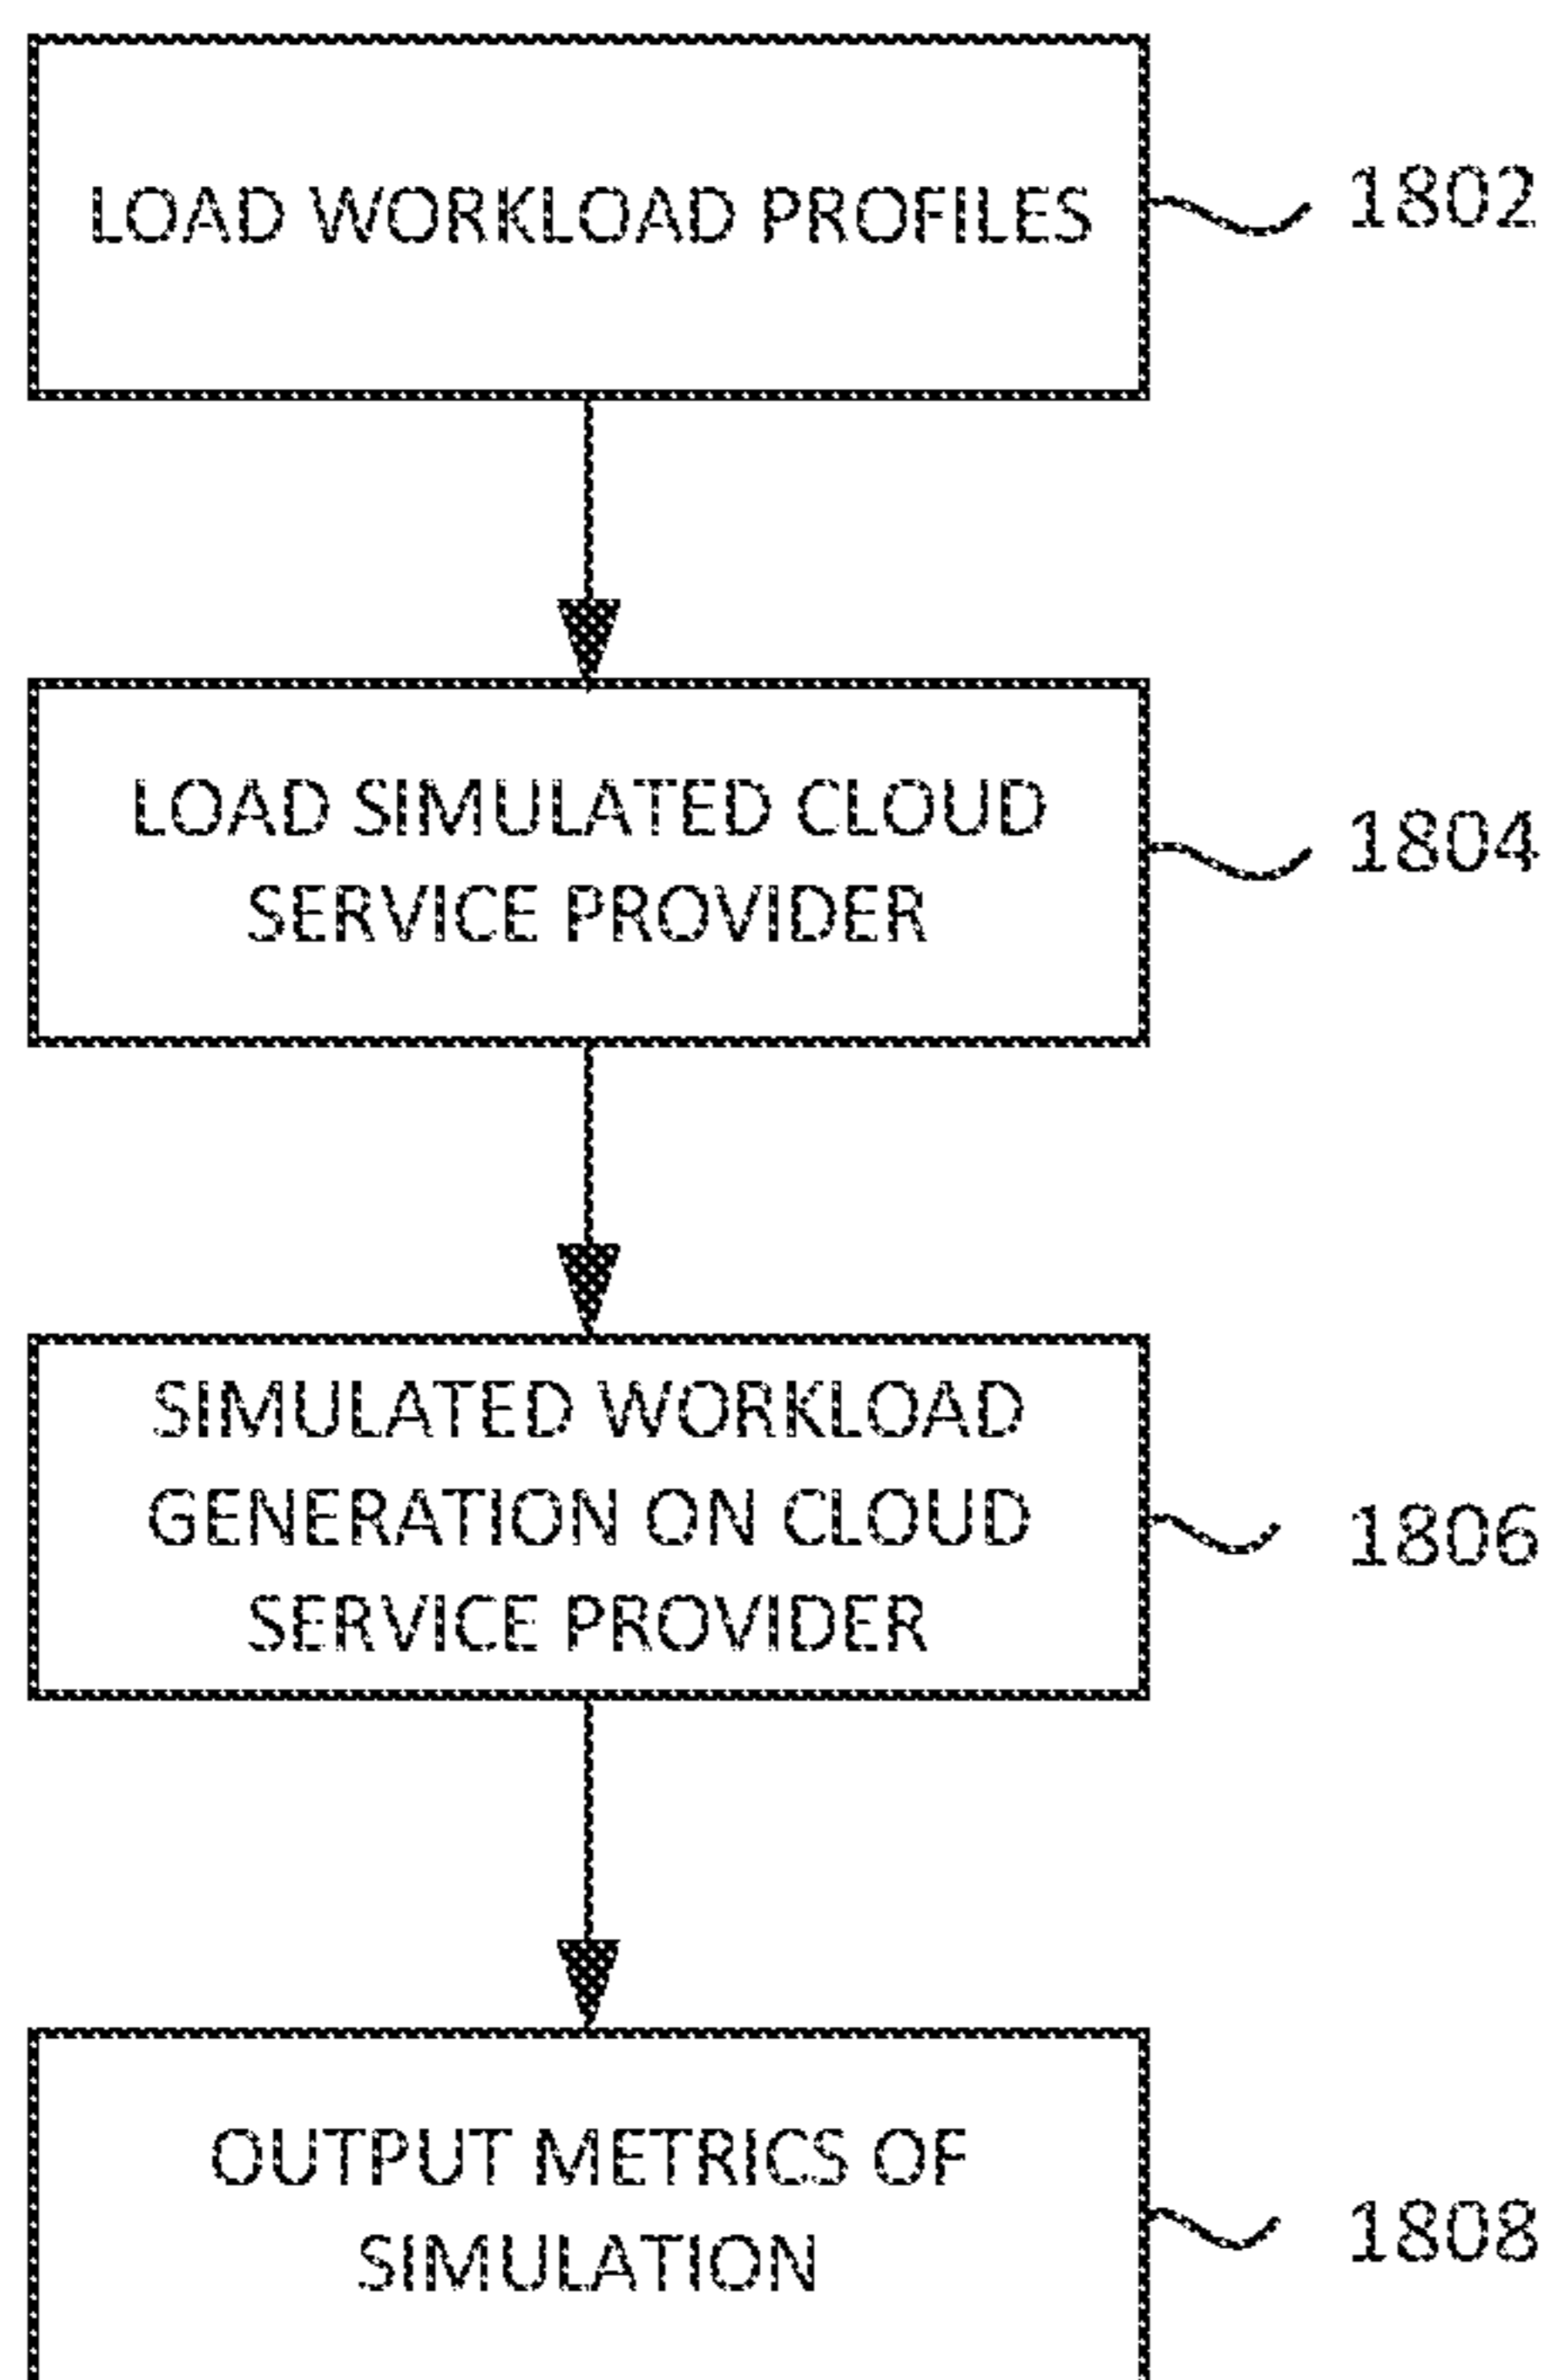 LOAD WORKLOAD PROFILES
1802
LOAD SIMULATED CLOUD
SERVICE PROVIDER
1804
SIMULATED WORKLOAD
GENERATION ON CLOUD
SERVICE PROVIDER
1806
OUTPUT METRICS OF
SIMULATION
1808